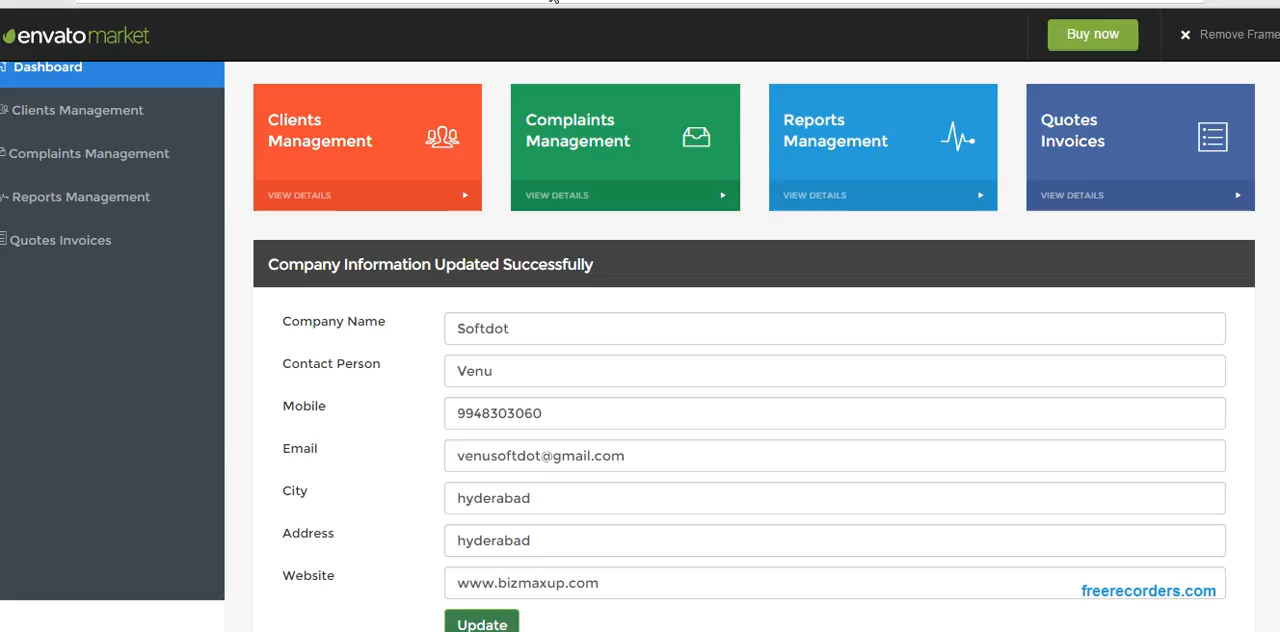 envatomarket
Buy now
Remove Frame
Dashboard
Clients Management
Complaints Management
Reports Management
Quotes Invoices
Clients
Management
VIEW DETAILS
Complaints
Management
VIEW DETAILS
Reports
Management
VIEW DETAILS
Quotes
Invoices
VIEW DETAILS
Company Information Updated Successfully
Company Name
Softdot
Contact Person
Venu
Mobile
9948303060
Email
venusoftdot@gmail.com
City
hyderabad
Address
hyderabad
Website
www.bizmaxup.com
freerecorders.com
Update